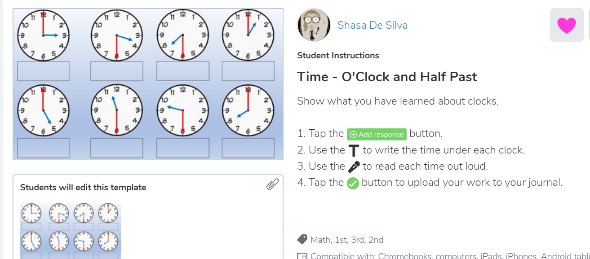 Shasa De Silva
Student Instructions
Time - O'Clock and Half Past
Show what you have learned about clocks.
1. Tap the Add response button.
2. Use the T to write the time under each clock.
3. Use the to read each time out loud.
4. Tap the button to upload your work to your journal.
Students will edit this template
Math, 1st, 3rd, 2nd
Compatible with: Chromebooks, computers, iPads, iPhones, Android